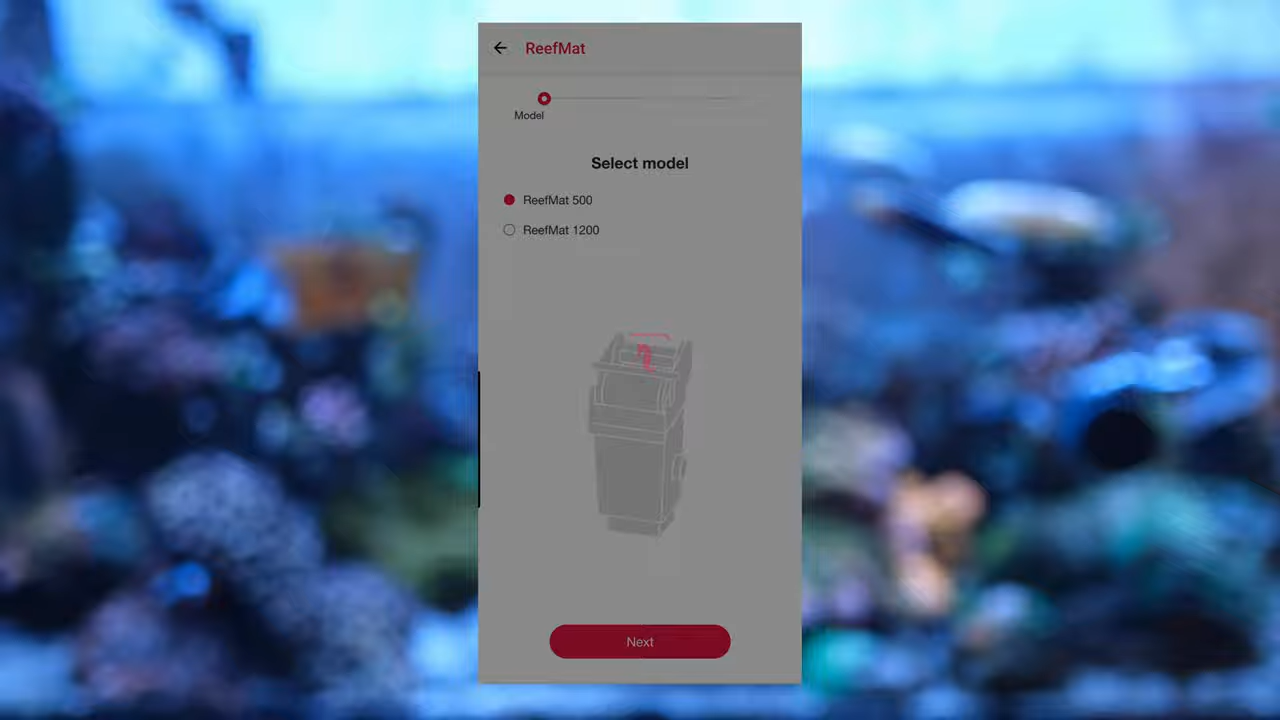 ReefMat
Model
Select model
ReefMat 500
ReefMat 1200
Next